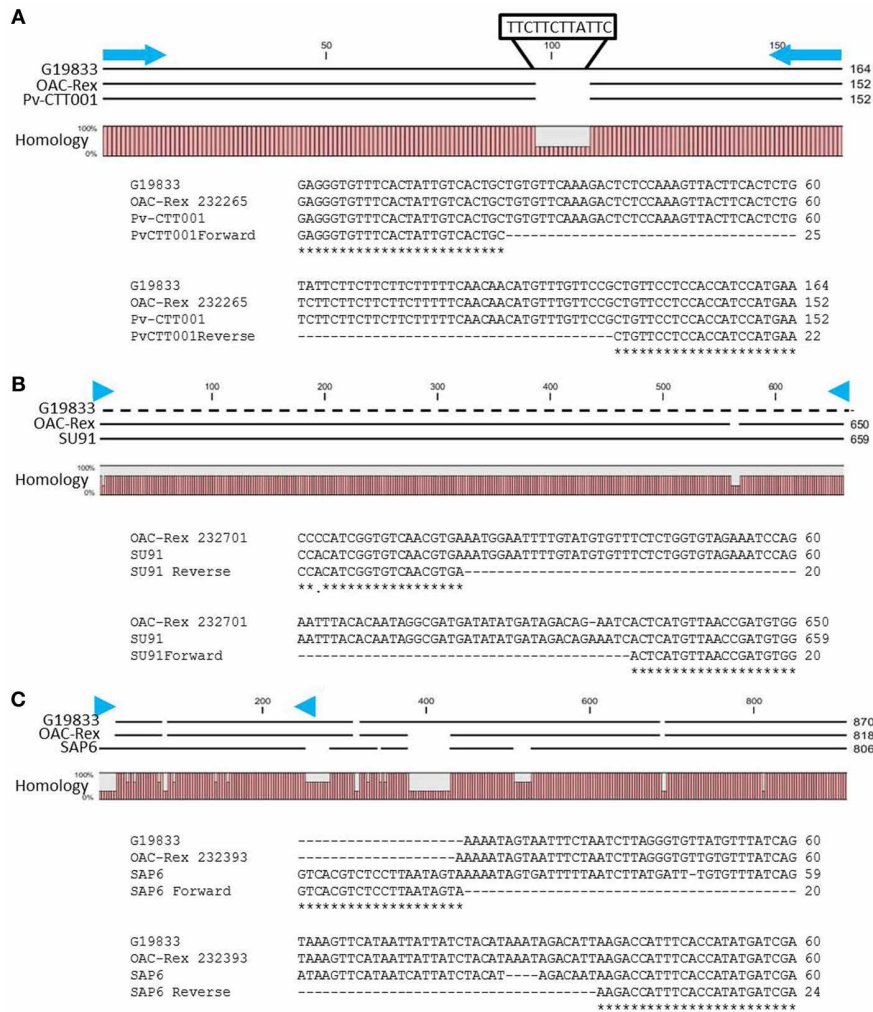 A
TTCTTCTTATTC
50 100 150
G19833 164
OAC-Rex 152
Pv-CTT001 152
100%
Homology
0%
G19833 GAGGGTGTTTCACTATTGTCACTGCTGTGTTCAAAGACTCTCCAAAGTTACTTCACTCTG 60
OAC-Rex 232265 GAGGGTGTTTCACTATTGTCACTGCTGTGTTCAAAGACTCTCCAAAGTTACTTCACTCTG 60
Pv-CTT001 GAGGGTGTTTCACTATTGTCACTGCTGTGTTCAAAGACTCTCCAAAGTTACTTCACTCTG 60
PvCTT001Forward GAGGGTGTTTCACTATTGTCACTGC----------------------------------- 25
*************************
G19833 TATTCTTCTTCTTCTTTTTCAACAACATGTTTGTTCCGCTGTTCCTCCACCATCCATGAA 164
OAC-Rex 232265 TCTTCTTCTTCTTCTTTTTCAACAACATGTTTGTTCCGCTGTTCCTCCACCATCCATGAA 152
Pv-CTT001 TCTTCTTCTTCTTCTTTTTCAACAACATGTTTGTTCCGCTGTTCCTCCACCATCCATGAA 152
PvCTT001Reverse --------------------------------------CTGTTCCTCCACCATCCATGAA 22
**********************
B
100 200 300 400 500 600
G19833
OAC-Rex 650
SU91 659
100%
Homology
0%
OAC-Rex 232701 CCCCATCGGTGTCAACGTGAAATGGAATTTTGTATGTGTTTCTCTGGTGTAGAAATCCAG 60
SU91 CCACATCGGTGTCAACGTGAAATGGAATTTTGTATGTGTTTCTCTGGTGTAGAAATCCAG 60
SU91 Reverse CCACATCGGTGTCAACGTGA---------------------------------------- 20
**.*****************
OAC-Rex 232701 AATTTACACAATAGGCGATGATATATGATAGACAG-AATCACTCATGTTAACCGATGTGG 650
SU91 AATTTACACAATAGGCGATGATATATGATAGACAGAAATCACTCATGTTAACCGATGTGG 659
SU91Forward ----------------------------------------ACTCATGTTAACCGATGTGG 20
********************
C
200 400 600 800
G19833 870
OAC-Rex 818
SAP6 806
100%
Homology
0%
G19833 --------------------AAAATAGTAATTTCTAATCTTAGGGTGTTATGTTTATCAG 60
OAC-Rex 232393 -------------------AAAAATAGTAATTTCTAATCTTAGGGTGTTGTGTTTATCAG 60
SAP6 GTCACGTCTCCTTAATAGTAAAAATAGTGATTTTTAATCTTATGATT-TGTGTTTATCAG 59
SAP6 Forward GTCACGTCTCCTTAATAGTA---------------------------------------- 20
********************
G19833 TAAAGTTCATAATTATTATCTACATAAATAGACATTAAGACCATTTCACCATATGATCGA 60
OAC-Rex 232393 TAAAGTTCATAATTATTATCTACATAAATAGACATTAAGACCATTTCACCATATGATCGA 60
SAP6 ATAAGTTCATAATCATTATCTACAT----AGACAATAAGACCATTTCACCATATGATCGA 60
SAP6 Reverse ------------------------------------AAGACCATTTCACCATATGATCGA 24
************************